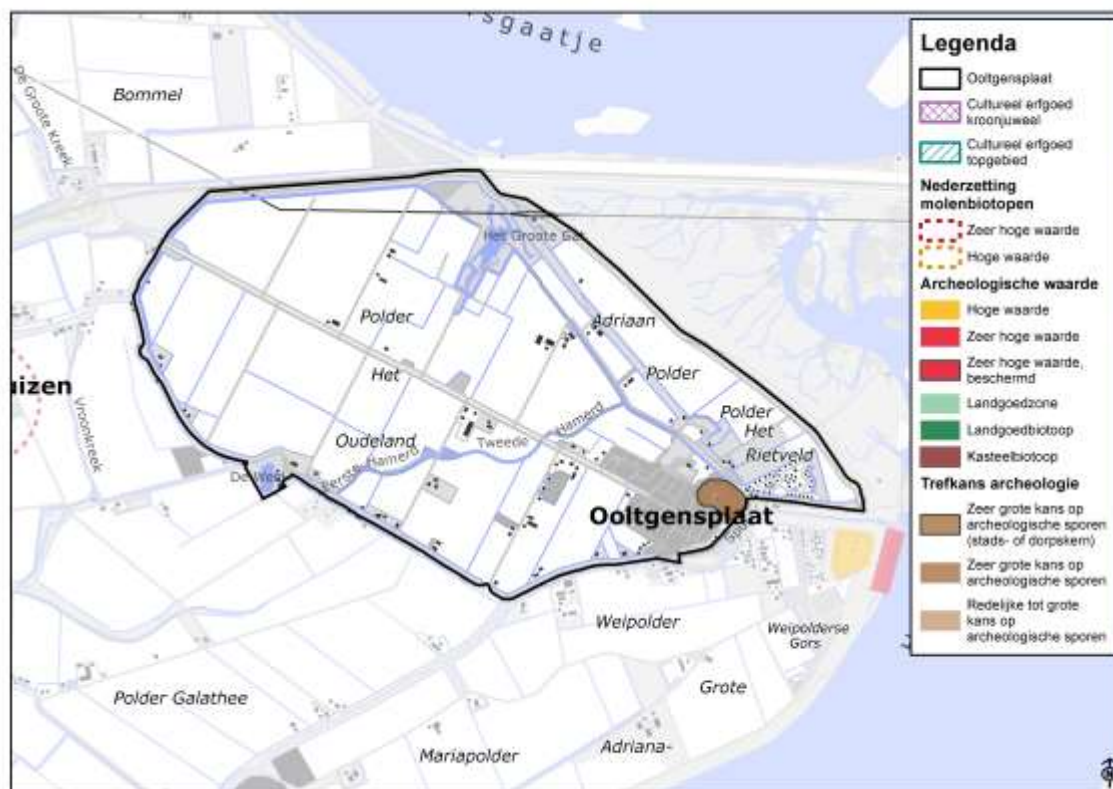 sgaatje
Bommel
De Groote Kreek
Het Groote Gat
Adriaan
Polder
Polder
Het
Polder
Het
Rietveld
uizen
Vroonkreek
Oudeland
Tweede
Hamerd
Eerste
Hamerd
Ooltgensplaat
Weipolder
Weipolderse
Gors
Polder Galathee
Grote
Mariapolder
Adriana-
Legenda
Ooltgensplaat
Cultureel erfgoed
kroonjuweel
Cultureel erfgoed
topgebied
Nederzetting
molenbiotopen
Zeer hoge waarde
Hoge waarde
Archeologische waarde
Hoge waarde
Zeer hoge waarde
Zeer hoge waarde,
beschermd
Landgoedzone
Landgoedbiotoop
Kasteelbiotoop
Trefkans archeologie
Zeer grote kans op
archeologische sporen
(stads- of dorpskern)
Zeer grote kans op
archeologische sporen
Redelijke tot grote
kans op
archeologische sporen